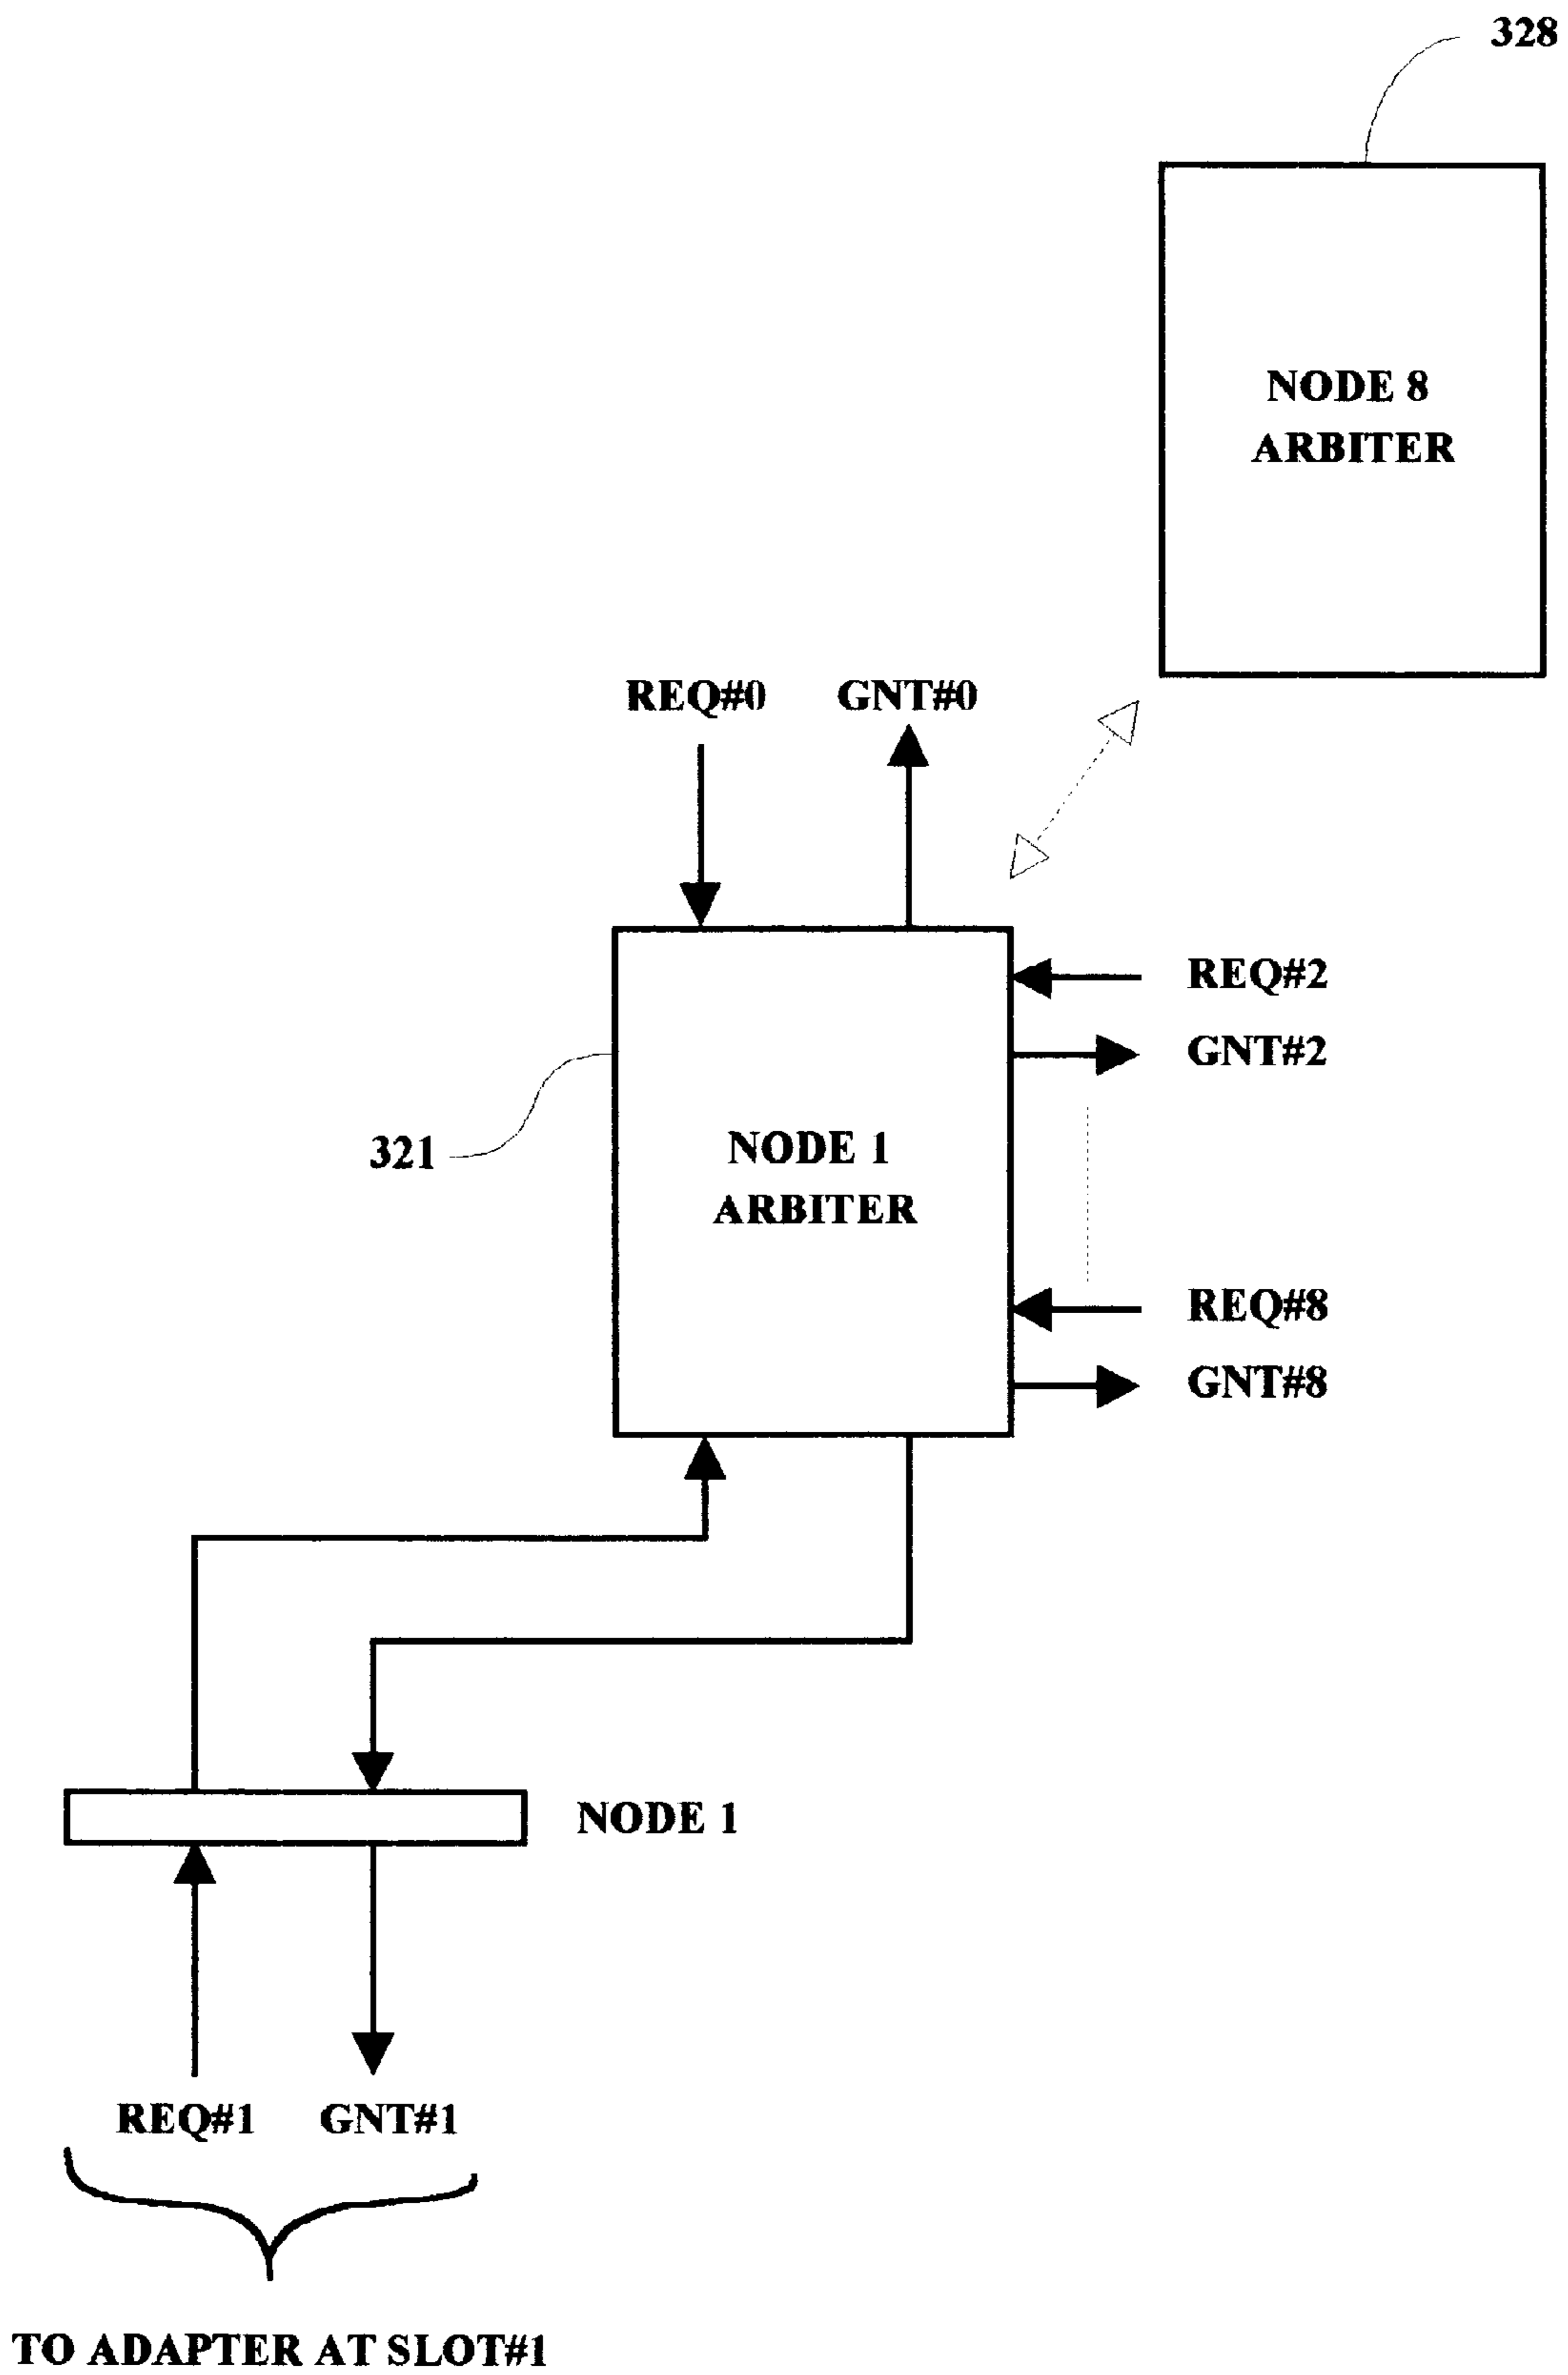 328
NODE 8
ARBITER
REQ#0
GNT#0
REQ#2
GNT#2
321
NODE 1
ARBITER
REQ#8
GNT#8
NODE 1
REQ#1
GNT#1
TO ADAPTER AT SLOT#1